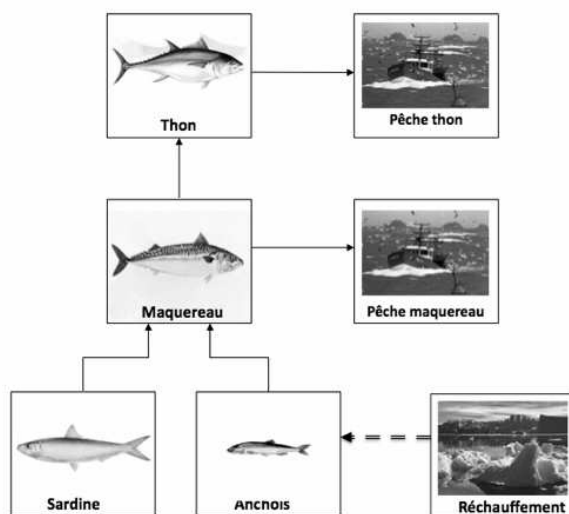 Thon
Pêche thon
Maquereau
Pêche maquereau
Sardine
Anchois
Réchauffement